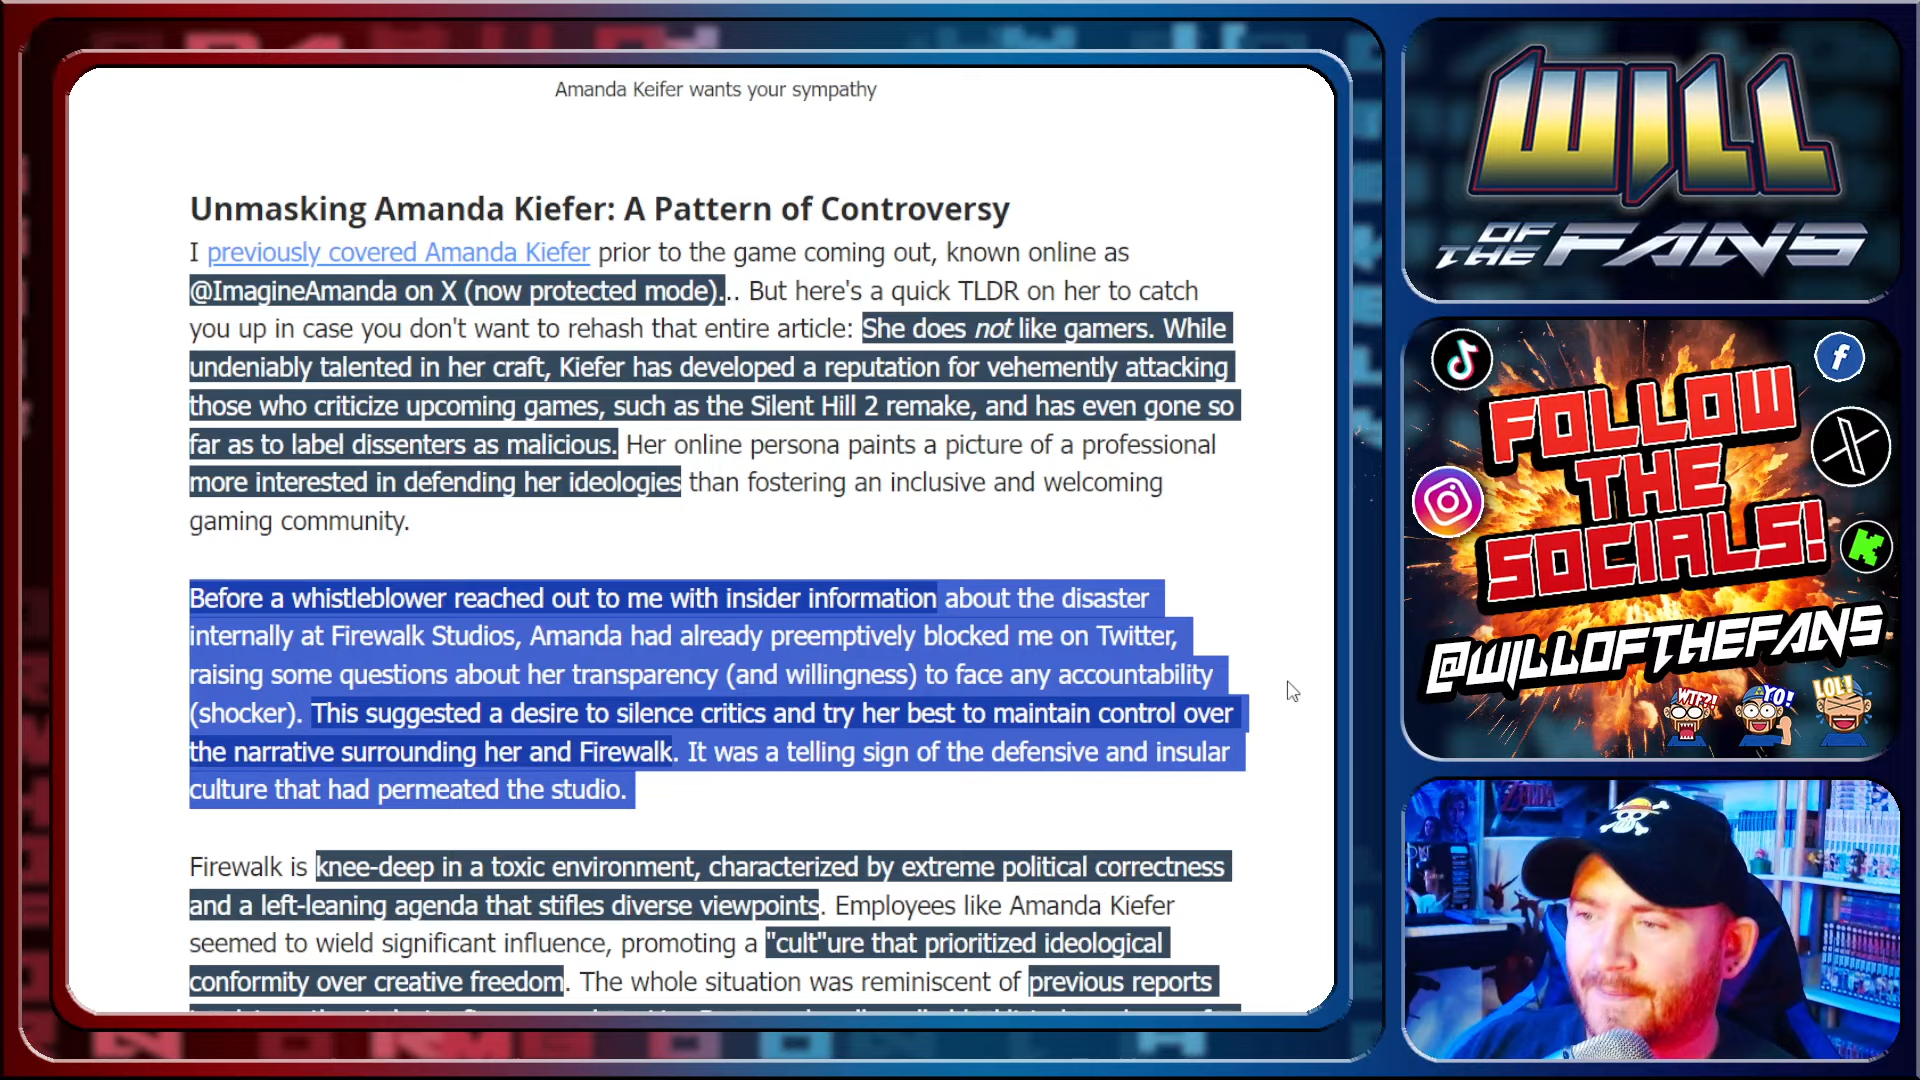 Amanda Keifer wants your sympathy
Unmasking Amanda Kiefer: A Pattern of Controversy
I previously covered Amanda Kiefer prior to the game coming out, known online as
@ImagineAmanda on X (now protected mode)... But here's a quick TLDR on her to catch
you up in case you don't want to rehash that entire article: She does not like gamers. While
undeniably talented in her craft, Kiefer has developed a reputation for vehemently attacking
those who criticize upcoming games, such as the Silent Hill 2 remake, and has even gone so
far as to label dissenters as malicious. Her online persona paints a picture of a professional
more interested in defending her ideologies than fostering an inclusive and welcoming
gaming community.
Before a whistleblower reached out to me with insider information about the disaster
internally at Firewalk Studios, Amanda had already preemptively blocked me on Twitter,
raising some questions about her transparency (and willingness) to face any accountability
(shocker). This suggested a desire to silence critics and try her best to maintain control over
the narrative surrounding her and Firewalk. It was a telling sign of the defensive and insular
culture that had permeated the studio.
Firewalk is knee-deep in a toxic environment, characterized by extreme political correctness
and a left-leaning agenda that stifles diverse viewpoints. Employees like Amanda Kiefer
seemed to wield significant influence, promoting a "cult"ure that prioritized ideological
conformity over creative freedom. The whole situation was reminiscent of previous reports
WILL
OF THE FANS
FOLLOW
THE
SOCIALS!
@WILLOFTHEFANS
WTF?!
YO!
LOL!
ZELDA